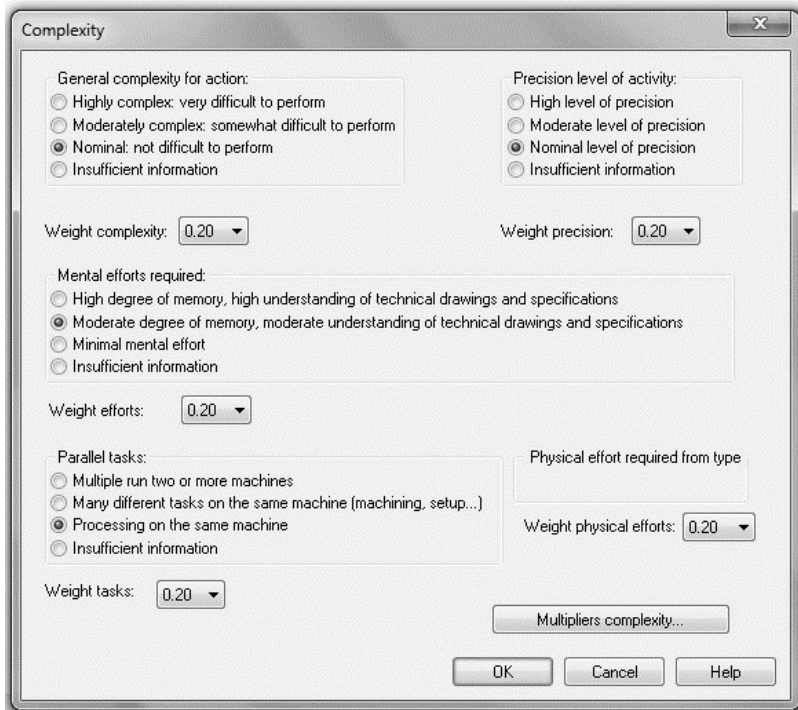 Complexity
General complexity for action:
Highly complex: very difficult to perform
Moderately complex: somewhat difficult to perform
Nominal: not difficult to perform
Insufficient information
Precision level of activity:
High level of precision
Moderate level of precision
Nominal level of precision
Insufficient information
Weight complexity: 0.20
Weight precision: 0.20
Mental efforts required:
High degree of memory, high understanding of technical drawings and specifications
Moderate degree of memory, moderate understanding of technical drawings and specifications
Minimal mental effort
Insufficient information
Weight efforts: 0.20
Parallel tasks:
Multiple run two or more machines
Many different tasks on the same machine (machining, setup...)
Processing on the same machine
Insufficient information
Physical effort required from type
Weight physical efforts: 0.20
Weight tasks: 0.20
Multipliers complexity...
OK Cancel Help